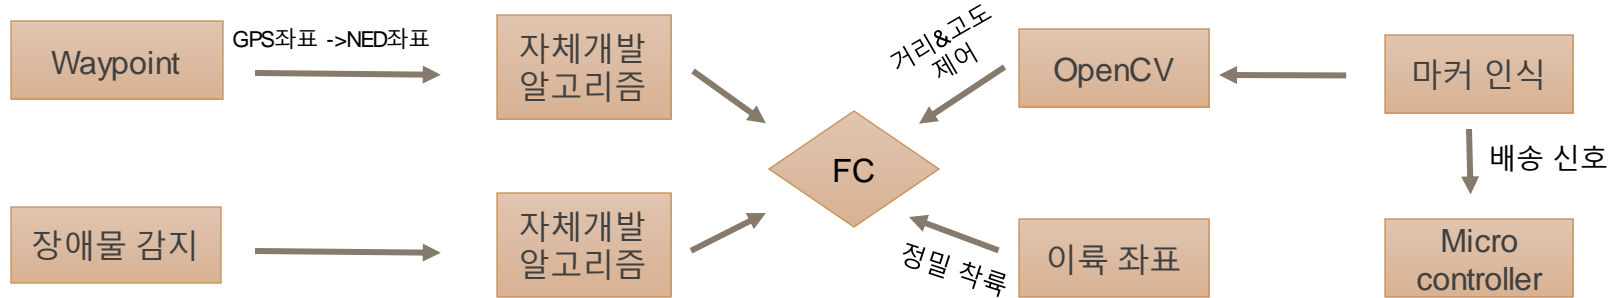 Waypoint
GPS좌표 ->NED좌표
자체개발
알고리즘
거리&고도
제어
OpenCV
마커 인식
FC
배송 신호
장애물 감지
자체개발
알고리즘
정밀 착륙
이륙 좌표
Micro
controller